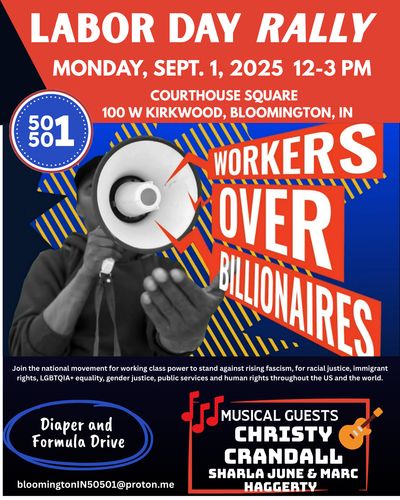 LABOR DAY RALLY
MONDAY, SEPT. 1, 2025 12-3 PM
COURTHOUSE SQUARE
100 W KIRKWOOD, BLOOMINGTON, IN
50
50
1
WORKERS
OVER
BILLIONAIRES
Join the national movement for working class power to stand against rising fascism, for racial justice, immigrant
rights, LGBTQIA+ equality, gender justice, public services and human rights throughout the US and the world.
Diaper and
Formula Drive
bloomingtonIN50501@proton.me
MUSICAL GUESTS
CHRISTY
CRANDALL
SHARLA JUNE & MARC
HAGGERTY